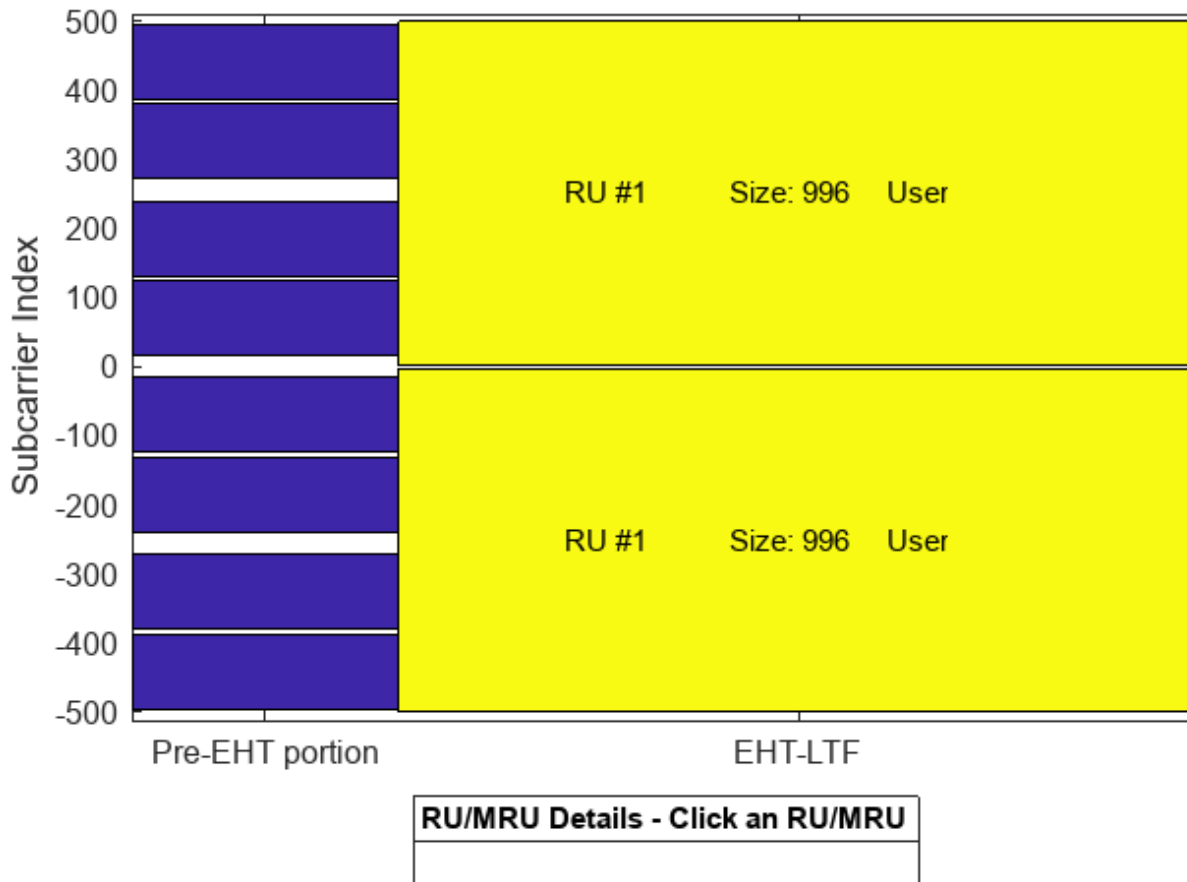 500
400
300
200
100
0
-100
-200
-300
-400
-500
Subcarrier Index
RU #1 Size: 996 User
RU #1 Size: 996 User
Pre-EHT portion EHT-LTF
RU/MRU Details - Click an RU/MRU